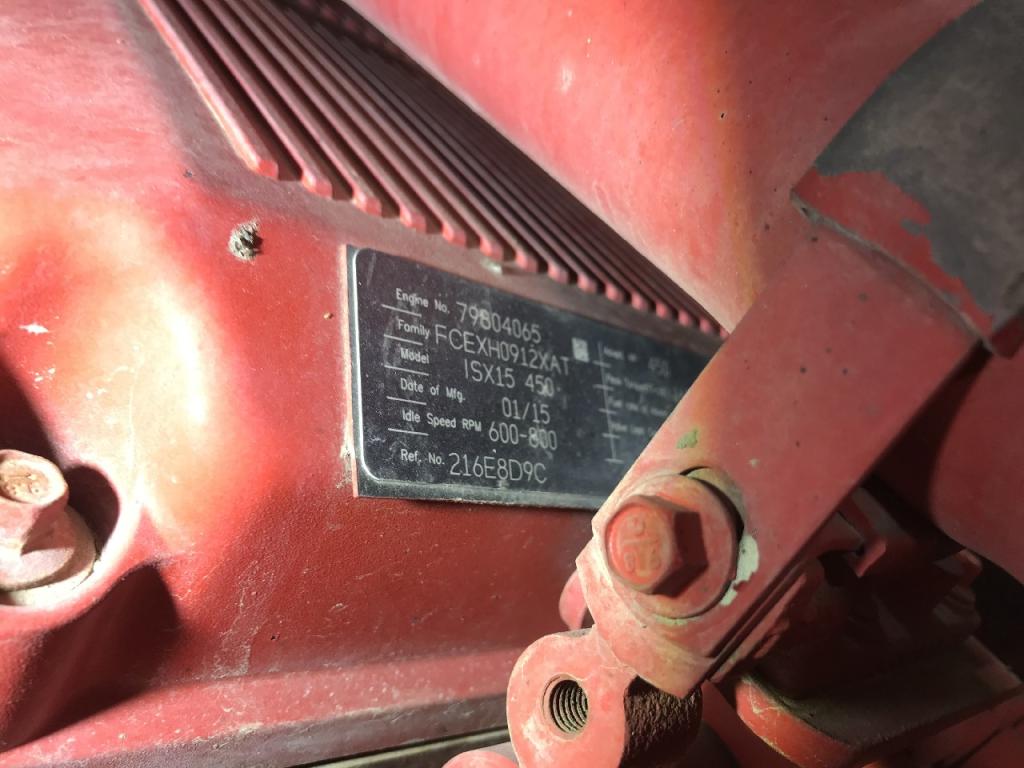 Engine No. 79804065
Family FCEXH0912XAT
Model ISX15 450
Date of Mfg. 01/15
Idle Speed RPM 600-800
Ref. No. 216E8D9C
450